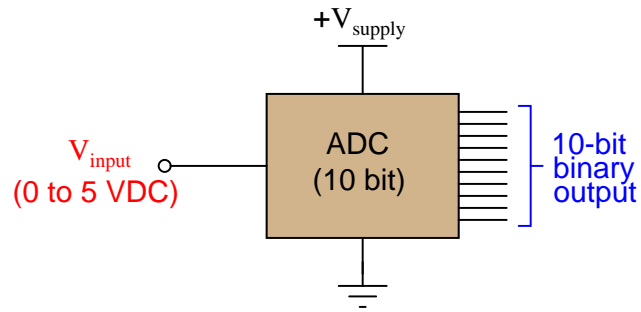 +Vsupply
Vinput
(0 to 5 VDC)
ADC
(10 bit)
10-bit
binary
output